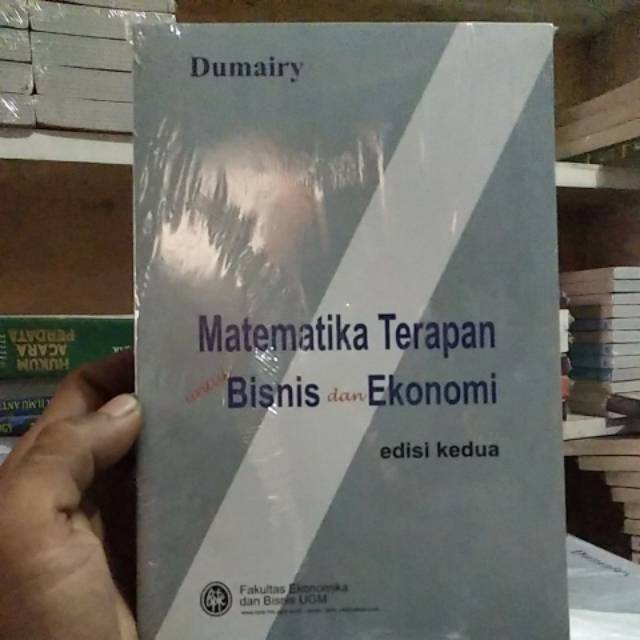 Dumairy
Matematika Terapan
untuk Bisnis dan Ekonomi
edisi kedua
Fakultas Ekonomika
dan Bisnis UGM
HUKUM
ACARA
PERDATA